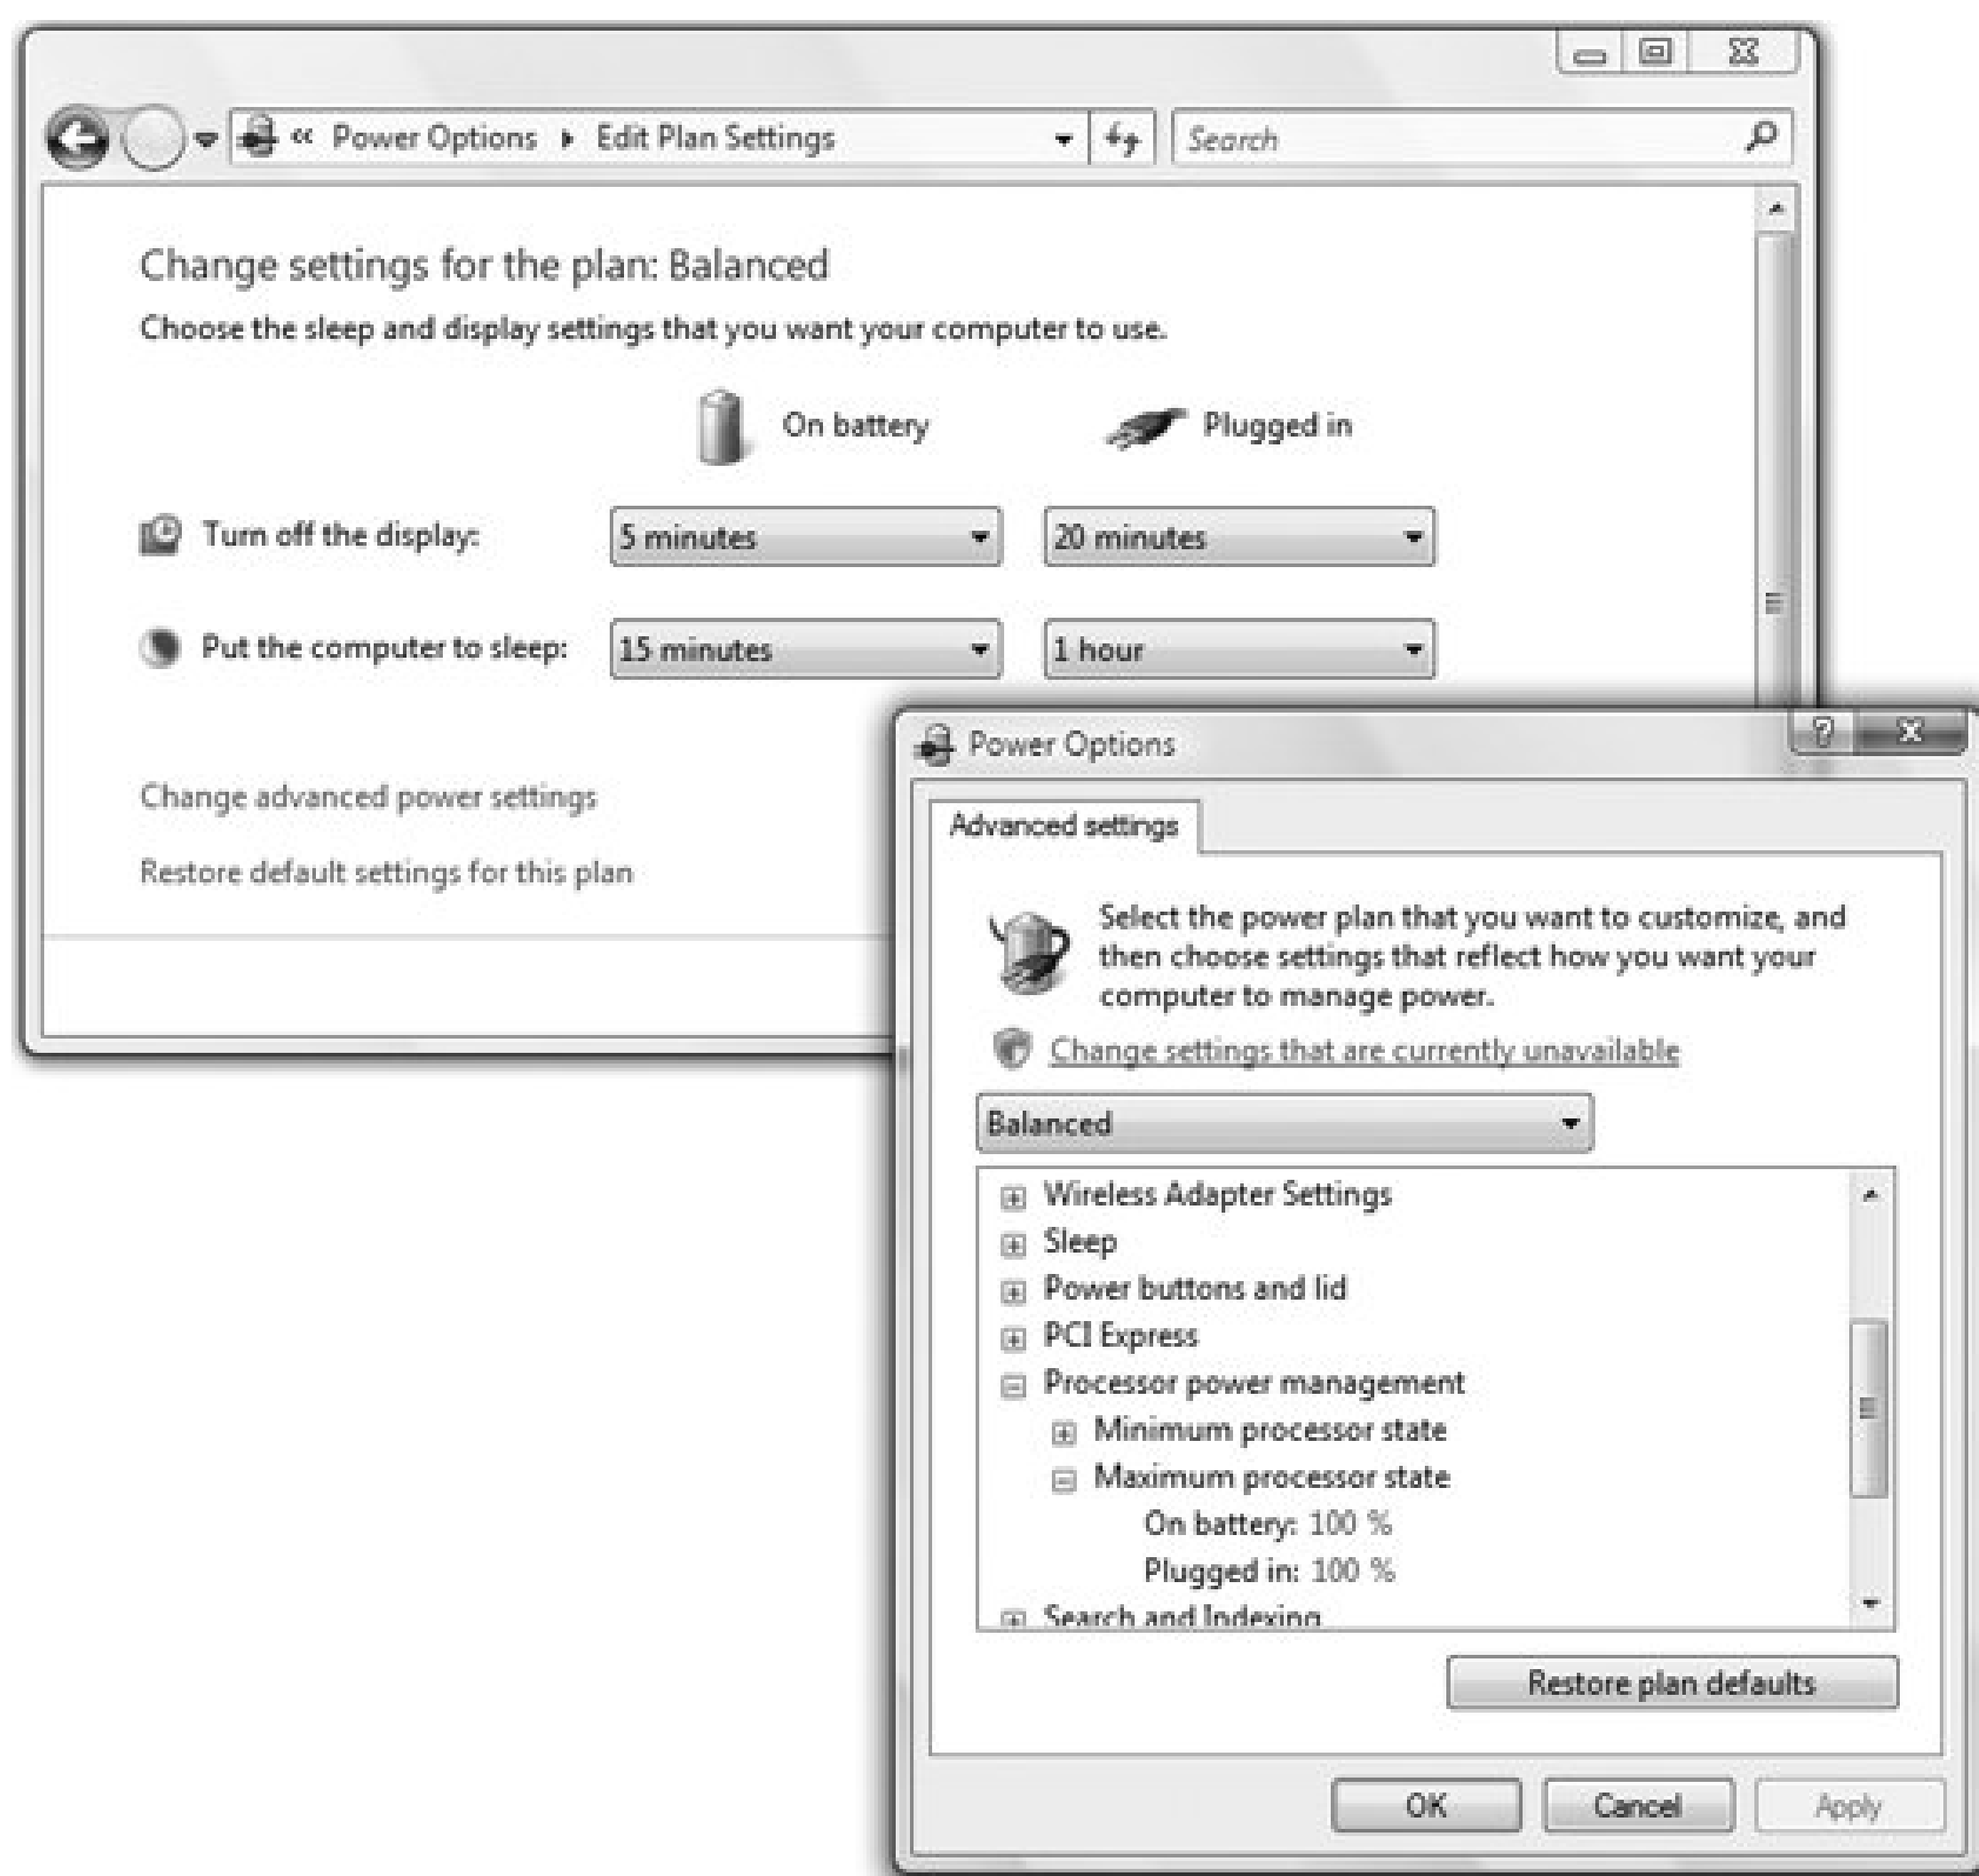 « Power Options ▸ Edit Plan Settings
Search
Change settings for the plan: Balanced
Choose the sleep and display settings that you want your computer to use.
On battery Plugged in
Turn off the display: 5 minutes 20 minutes
Put the computer to sleep: 15 minutes 1 hour
Change advanced power settings
Restore default settings for this plan
Power Options
?
Advanced settings
Select the power plan that you want to customize, and
then choose settings that reflect how you want your
computer to manage power.
Change settings that are currently unavailable
Balanced
Wireless Adapter Settings
Sleep
Power buttons and lid
PCI Express
Processor power management
Minimum processor state
Maximum processor state
On battery: 100 %
Plugged in: 100 %
Search and Indexing
Restore plan defaults
OK Cancel Apply